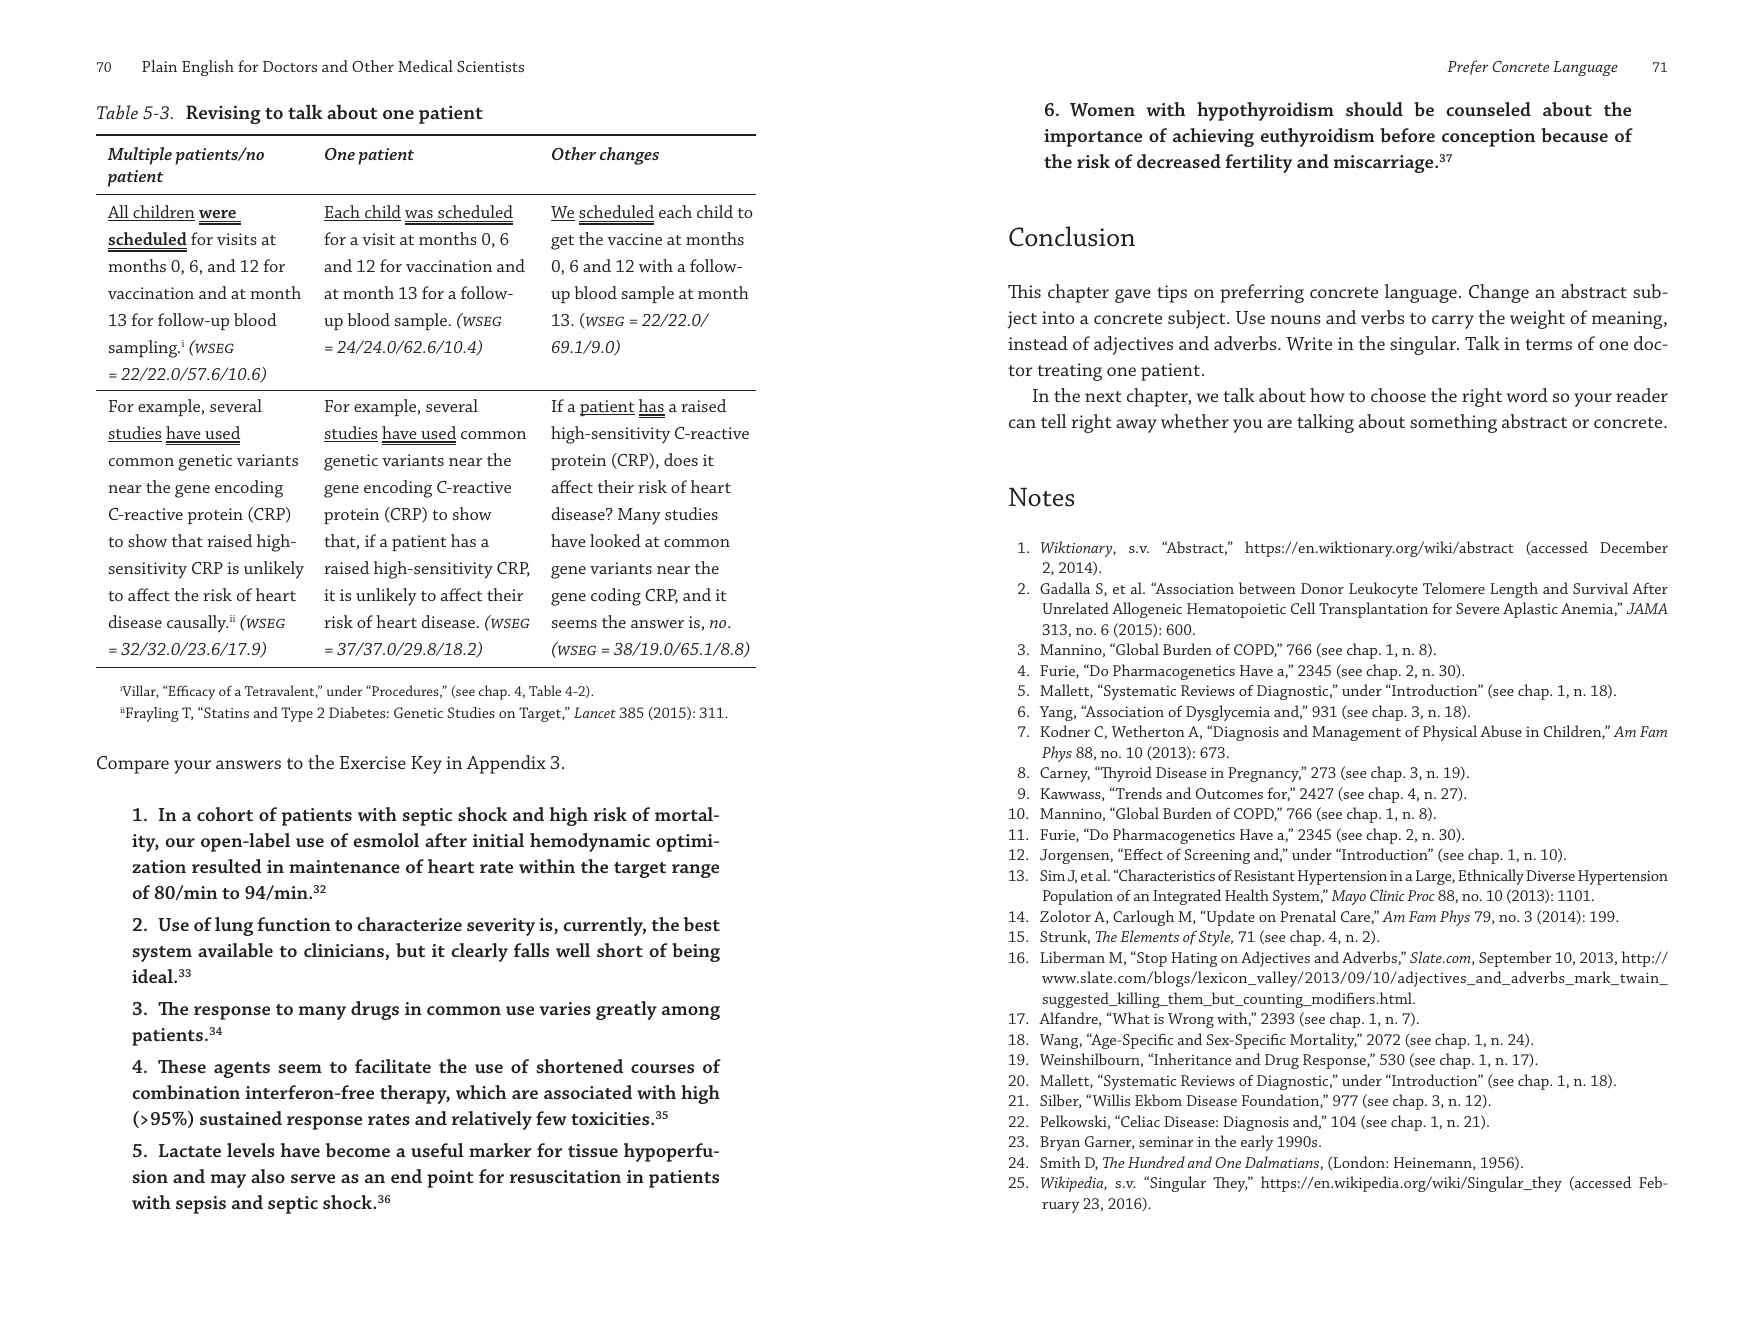 70 Plain English for Doctors and Other Medical Scientists
Table 5-3. Revising to talk about one patient
Multiple patients/no
patient
One patient
Other changes
All children were
scheduled for visits at
months 0, 6, and 12 for
vaccination and at month
13 for follow-up blood
sampling.i (WSEG
= 22/22.0/57.6/10.6)
Each child was scheduled
for a visit at months 0, 6
and 12 for vaccination and
at month 13 for a follow-
up blood sample. (WSEG
= 24/24.0/62.6/10.4)
We scheduled each child to
get the vaccine at months
0, 6 and 12 with a follow-
up blood sample at month
13. (WSEG = 22/22.0/
69.1/9.0)
For example, several
studies have used
common genetic variants
near the gene encoding
C-reactive protein (CRP)
to show that raised high-
sensitivity CRP is unlikely
to affect the risk of heart
disease causally.ii (WSEG
= 32/32.0/23.6/17.9)
For example, several
studies have used common
genetic variants near the
gene encoding C-reactive
protein (CRP) to show
that, if a patient has a
raised high-sensitivity CRP,
it is unlikely to affect their
risk of heart disease. (WSEG
= 37/37.0/29.8/18.2)
If a patient has a raised
high-sensitivity C-reactive
protein (CRP), does it
affect their risk of heart
disease? Many studies
have looked at common
gene variants near the
gene coding CRP, and it
seems the answer is, no.
(WSEG = 38/19.0/65.1/8.8)
iVillar, “Efficacy of a Tetravalent,” under “Procedures,” (see chap. 4, Table 4-2).
iiFrayling T, “Statins and Type 2 Diabetes: Genetic Studies on Target,” Lancet 385 (2015): 311.
Compare your answers to the Exercise Key in Appendix 3.
1. In a cohort of patients with septic shock and high risk of mortal-
ity, our open-label use of esmolol after initial hemodynamic optimi-
zation resulted in maintenance of heart rate within the target range
of 80/min to 94/min.32
2. Use of lung function to characterize severity is, currently, the best
system available to clinicians, but it clearly falls well short of being
ideal.33
3. The response to many drugs in common use varies greatly among
patients.34
4. These agents seem to facilitate the use of shortened courses of
combination interferon-free therapy, which are associated with high
(>95%) sustained response rates and relatively few toxicities.35
5. Lactate levels have become a useful marker for tissue hypoperfu-
sion and may also serve as an end point for resuscitation in patients
with sepsis and septic shock.36
Prefer Concrete Language 71
6. Women with hypothyroidism should be counseled about the
importance of achieving euthyroidism before conception because of
the risk of decreased fertility and miscarriage.37
Conclusion
This chapter gave tips on preferring concrete language. Change an abstract sub-
ject into a concrete subject. Use nouns and verbs to carry the weight of meaning,
instead of adjectives and adverbs. Write in the singular. Talk in terms of one doc-
tor treating one patient.
In the next chapter, we talk about how to choose the right word so your reader
can tell right away whether you are talking about something abstract or concrete.
Notes
1. Wiktionary, s.v. “Abstract,” https://en.wiktionary.org/wiki/abstract (accessed December
2, 2014).
2. Gadalla S, et al. “Association between Donor Leukocyte Telomere Length and Survival After
Unrelated Allogeneic Hematopoietic Cell Transplantation for Severe Aplastic Anemia,” JAMA
313, no. 6 (2015): 600.
3. Mannino, “Global Burden of COPD,” 766 (see chap. 1, n. 8).
4. Furie, “Do Pharmacogenetics Have a,” 2345 (see chap. 2, n. 30).
5. Mallett, “Systematic Reviews of Diagnostic,” under “Introduction” (see chap. 1, n. 18).
6. Yang, “Association of Dysglycemia and,” 931 (see chap. 3, n. 18).
7. Kodner C, Wetherton A, “Diagnosis and Management of Physical Abuse in Children,” Am Fam
Phys 88, no. 10 (2013): 673.
8. Carney, “Thyroid Disease in Pregnancy,” 273 (see chap. 3, n. 19).
9. Kawwass, “Trends and Outcomes for,” 2427 (see chap. 4, n. 27).
10. Mannino, “Global Burden of COPD,” 766 (see chap. 1, n. 8).
11. Furie, “Do Pharmacogenetics Have a,” 2345 (see chap. 2, n. 30).
12. Jorgensen, “Effect of Screening and,” under “Introduction” (see chap. 1, n. 10).
13. Sim J, et al. “Characteristics of Resistant Hypertension in a Large, Ethnically Diverse Hypertension
Population of an Integrated Health System,” Mayo Clinic Proc 88, no. 10 (2013): 1101.
14. Zolotor A, Carlough M, “Update on Prenatal Care,” Am Fam Phys 79, no. 3 (2014): 199.
15. Strunk, The Elements of Style, 71 (see chap. 4, n. 2).
16. Liberman M, “Stop Hating on Adjectives and Adverbs,” Slate.com, September 10, 2013, http://
www.slate.com/blogs/lexicon_valley/2013/09/10/adjectives_and_adverbs_mark_twain_
suggested_killing_them_but_counting_modifiers.html.
17. Alfandre, “What is Wrong with,” 2393 (see chap. 1, n. 7).
18. Wang, “Age-Specific and Sex-Specific Mortality,” 2072 (see chap. 1, n. 24).
19. Weinshilbourn, “Inheritance and Drug Response,” 530 (see chap. 1, n. 17).
20. Mallett, “Systematic Reviews of Diagnostic,” under “Introduction” (see chap. 1, n. 18).
21. Silber, “Willis Ekbom Disease Foundation,” 977 (see chap. 3, n. 12).
22. Pelkowski, “Celiac Disease: Diagnosis and,” 104 (see chap. 1, n. 21).
23. Bryan Garner, seminar in the early 1990s.
24. Smith D, The Hundred and One Dalmatians, (London: Heinemann, 1956).
25. Wikipedia, s.v. “Singular They,” https://en.wikipedia.org/wiki/Singular_they (accessed Feb-
ruary 23, 2016).